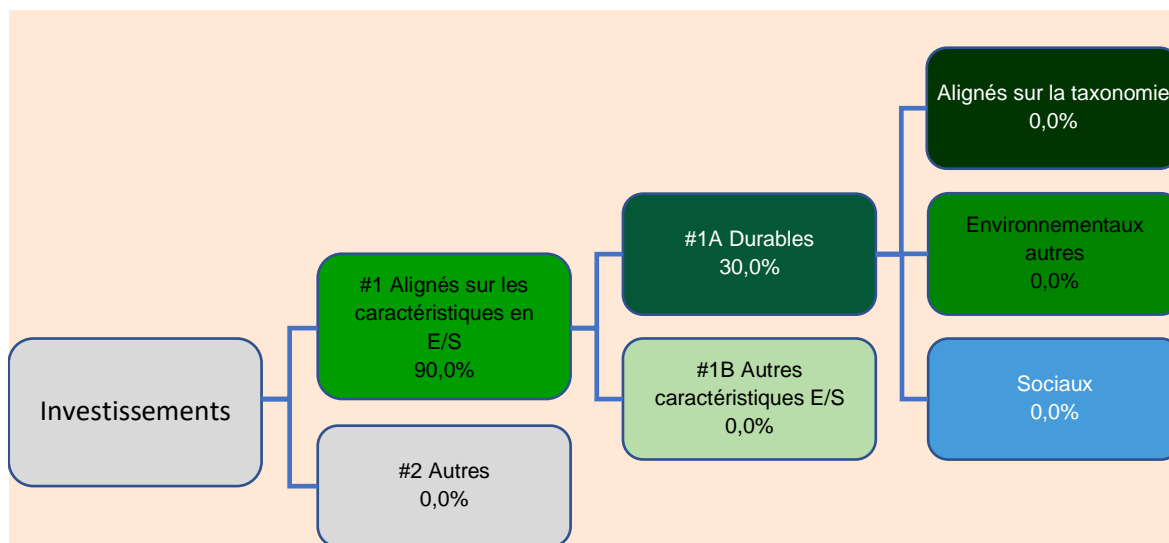 Investissements
#1 Alignés sur les
caractéristiques en
E/S
90,0%
#2 Autres
0,0%
#1A Durables
30,0%
#1B Autres
caractéristiques E/S
0,0%
Alignés sur la taxonomie
0,0%
Environnementaux
autres
0,0%
Sociaux
0,0%